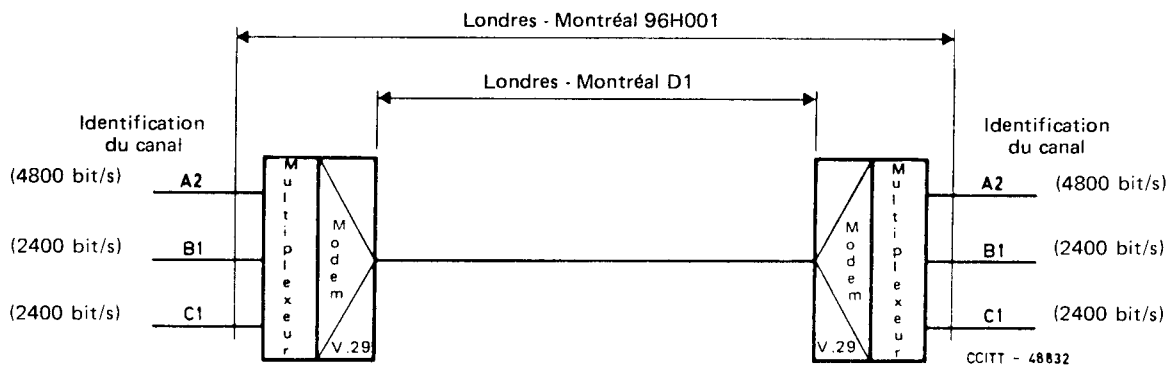 Londres - Montréal 96H001
Londres - Montréal D1
Identification
du canal
Identification
du canal
(4800 bit/s)
A2
A2
(4800 bit/s)
(2400 bit/s)
B1
B1
(2400 bit/s)
(2400 bit/s)
C1
C1
(2400 bit/s)
Multiplexeur
Modem
V.29
Modem
V.29
Multiplexeur
CCITT - 48832